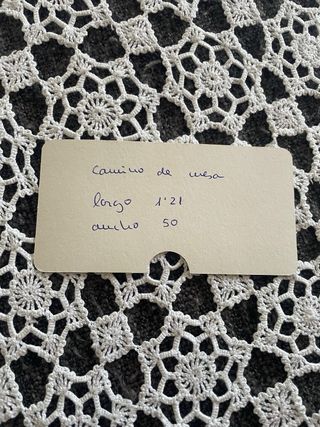 camino de mesa
largo 1'21
ancho 50